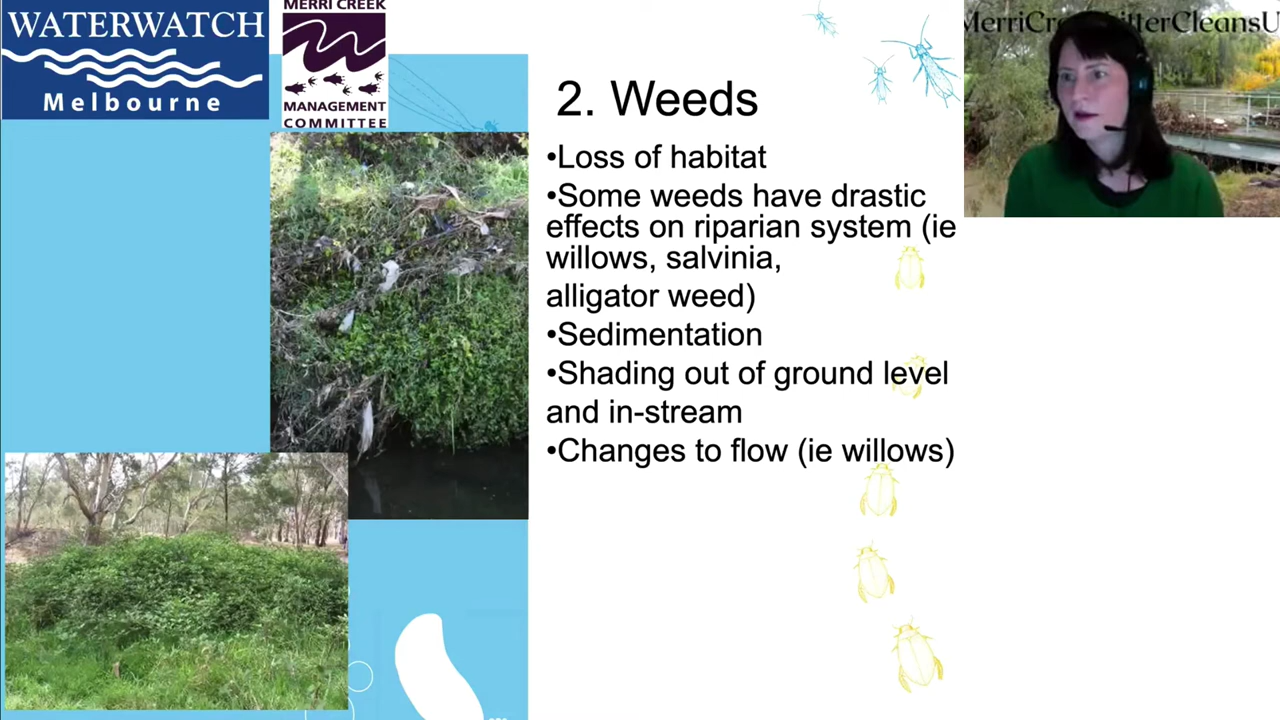 WATERWATCH
Melbourne
MERRI CREEK
MANAGEMENT
COMMITTEE
2. Weeds
•Loss of habitat
•Some weeds have drastic
effects on riparian system (ie
willows, salvinia,
alligator weed)
•Sedimentation
•Shading out of ground level
and in-stream
•Changes to flow (ie willows)